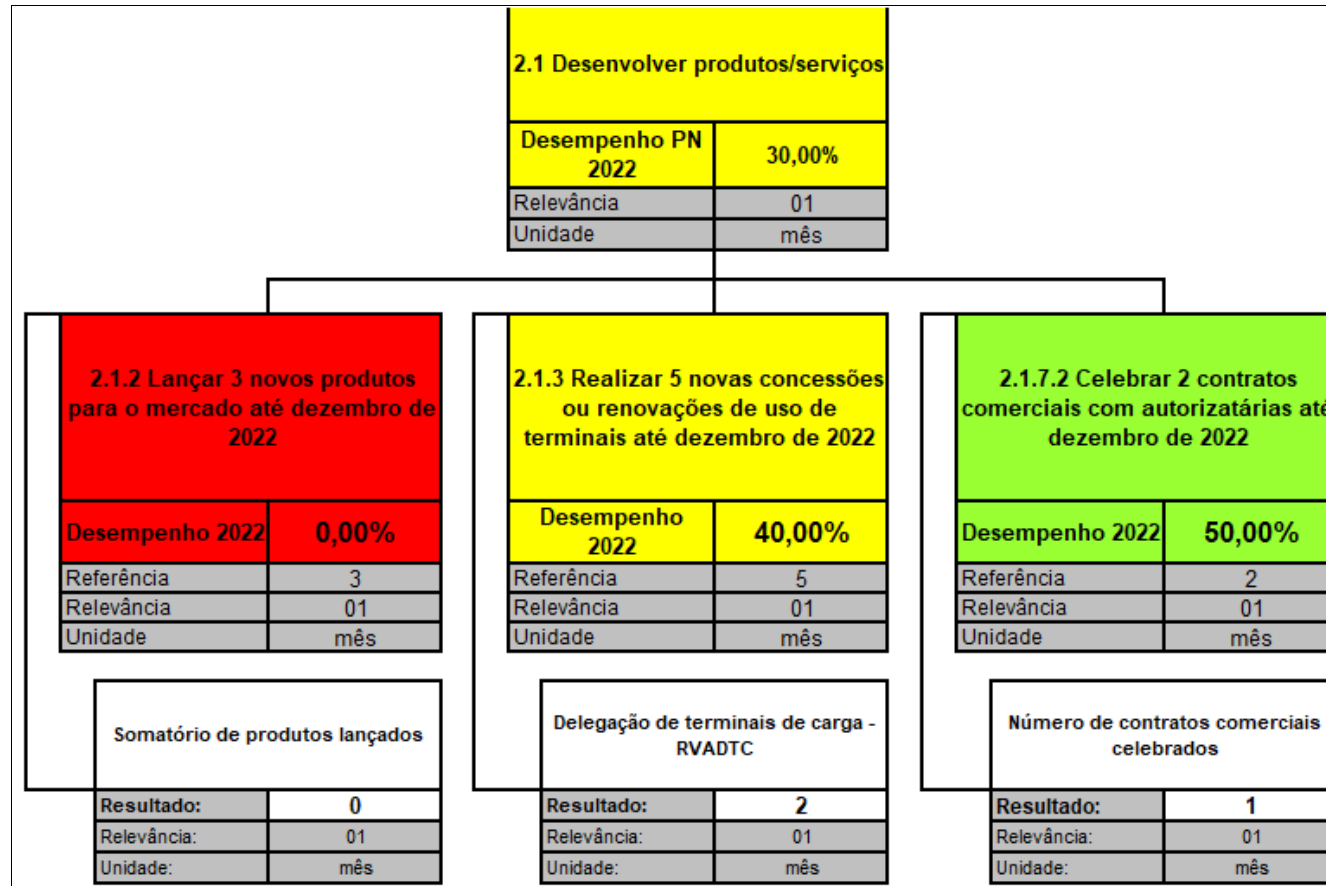 2.1 Desenvolver produtos/serviços
Desempenho PN
2022
30,00%
Relevância 01
Unidade mês
2.1.2 Lançar 3 novos produtos
para o mercado até dezembro de
2022
Desempenho 2022 0,00%
Referência 3
Relevância 01
Unidade mês
Somatório de produtos lançados
Resultado: 0
Relevância: 01
Unidade: mês
2.1.3 Realizar 5 novas concessões
ou renovações de uso de
terminais até dezembro de 2022
Desempenho
2022
40,00%
Referência 5
Relevância 01
Unidade mês
Delegação de terminais de carga -
RVADTC
Resultado: 2
Relevância: 01
Unidade: mês
2.1.7.2 Celebrar 2 contratos
comerciais com autorizatárias até
dezembro de 2022
Desempenho 2022 50,00%
Referência 2
Relevância 01
Unidade mês
Número de contratos comerciais
celebrados
Resultado: 1
Relevância: 01
Unidade: mês